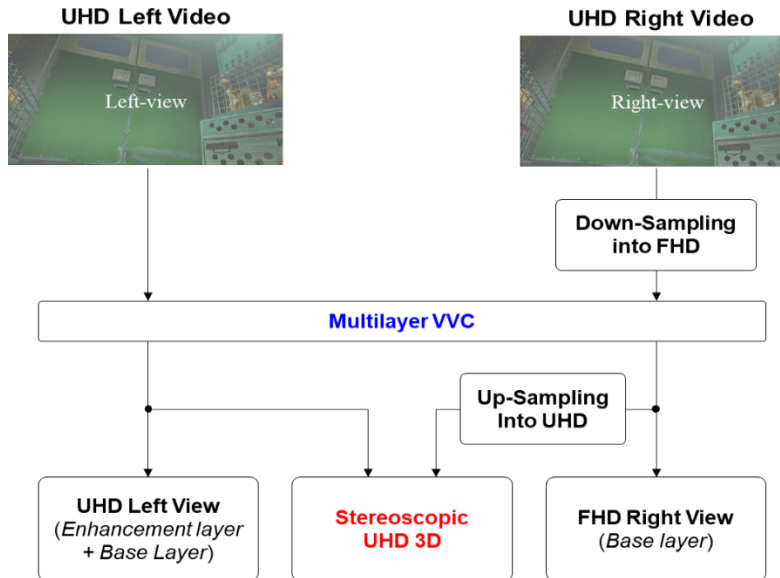 UHD Left Video
UHD Right Video
Left-view
Right-view
Down-Sampling
into FHD
Multilayer VVC
Up-Sampling
Into UHD
UHD Left View
(Enhancement layer
+ Base Layer)
Stereoscopic
UHD 3D
FHD Right View
(Base layer)